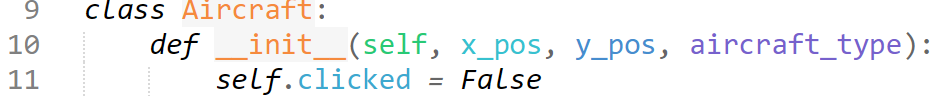 9 class Aircraft:
10 def __init__(self, x_pos, y_pos, aircraft_type):
11 self.clicked = False